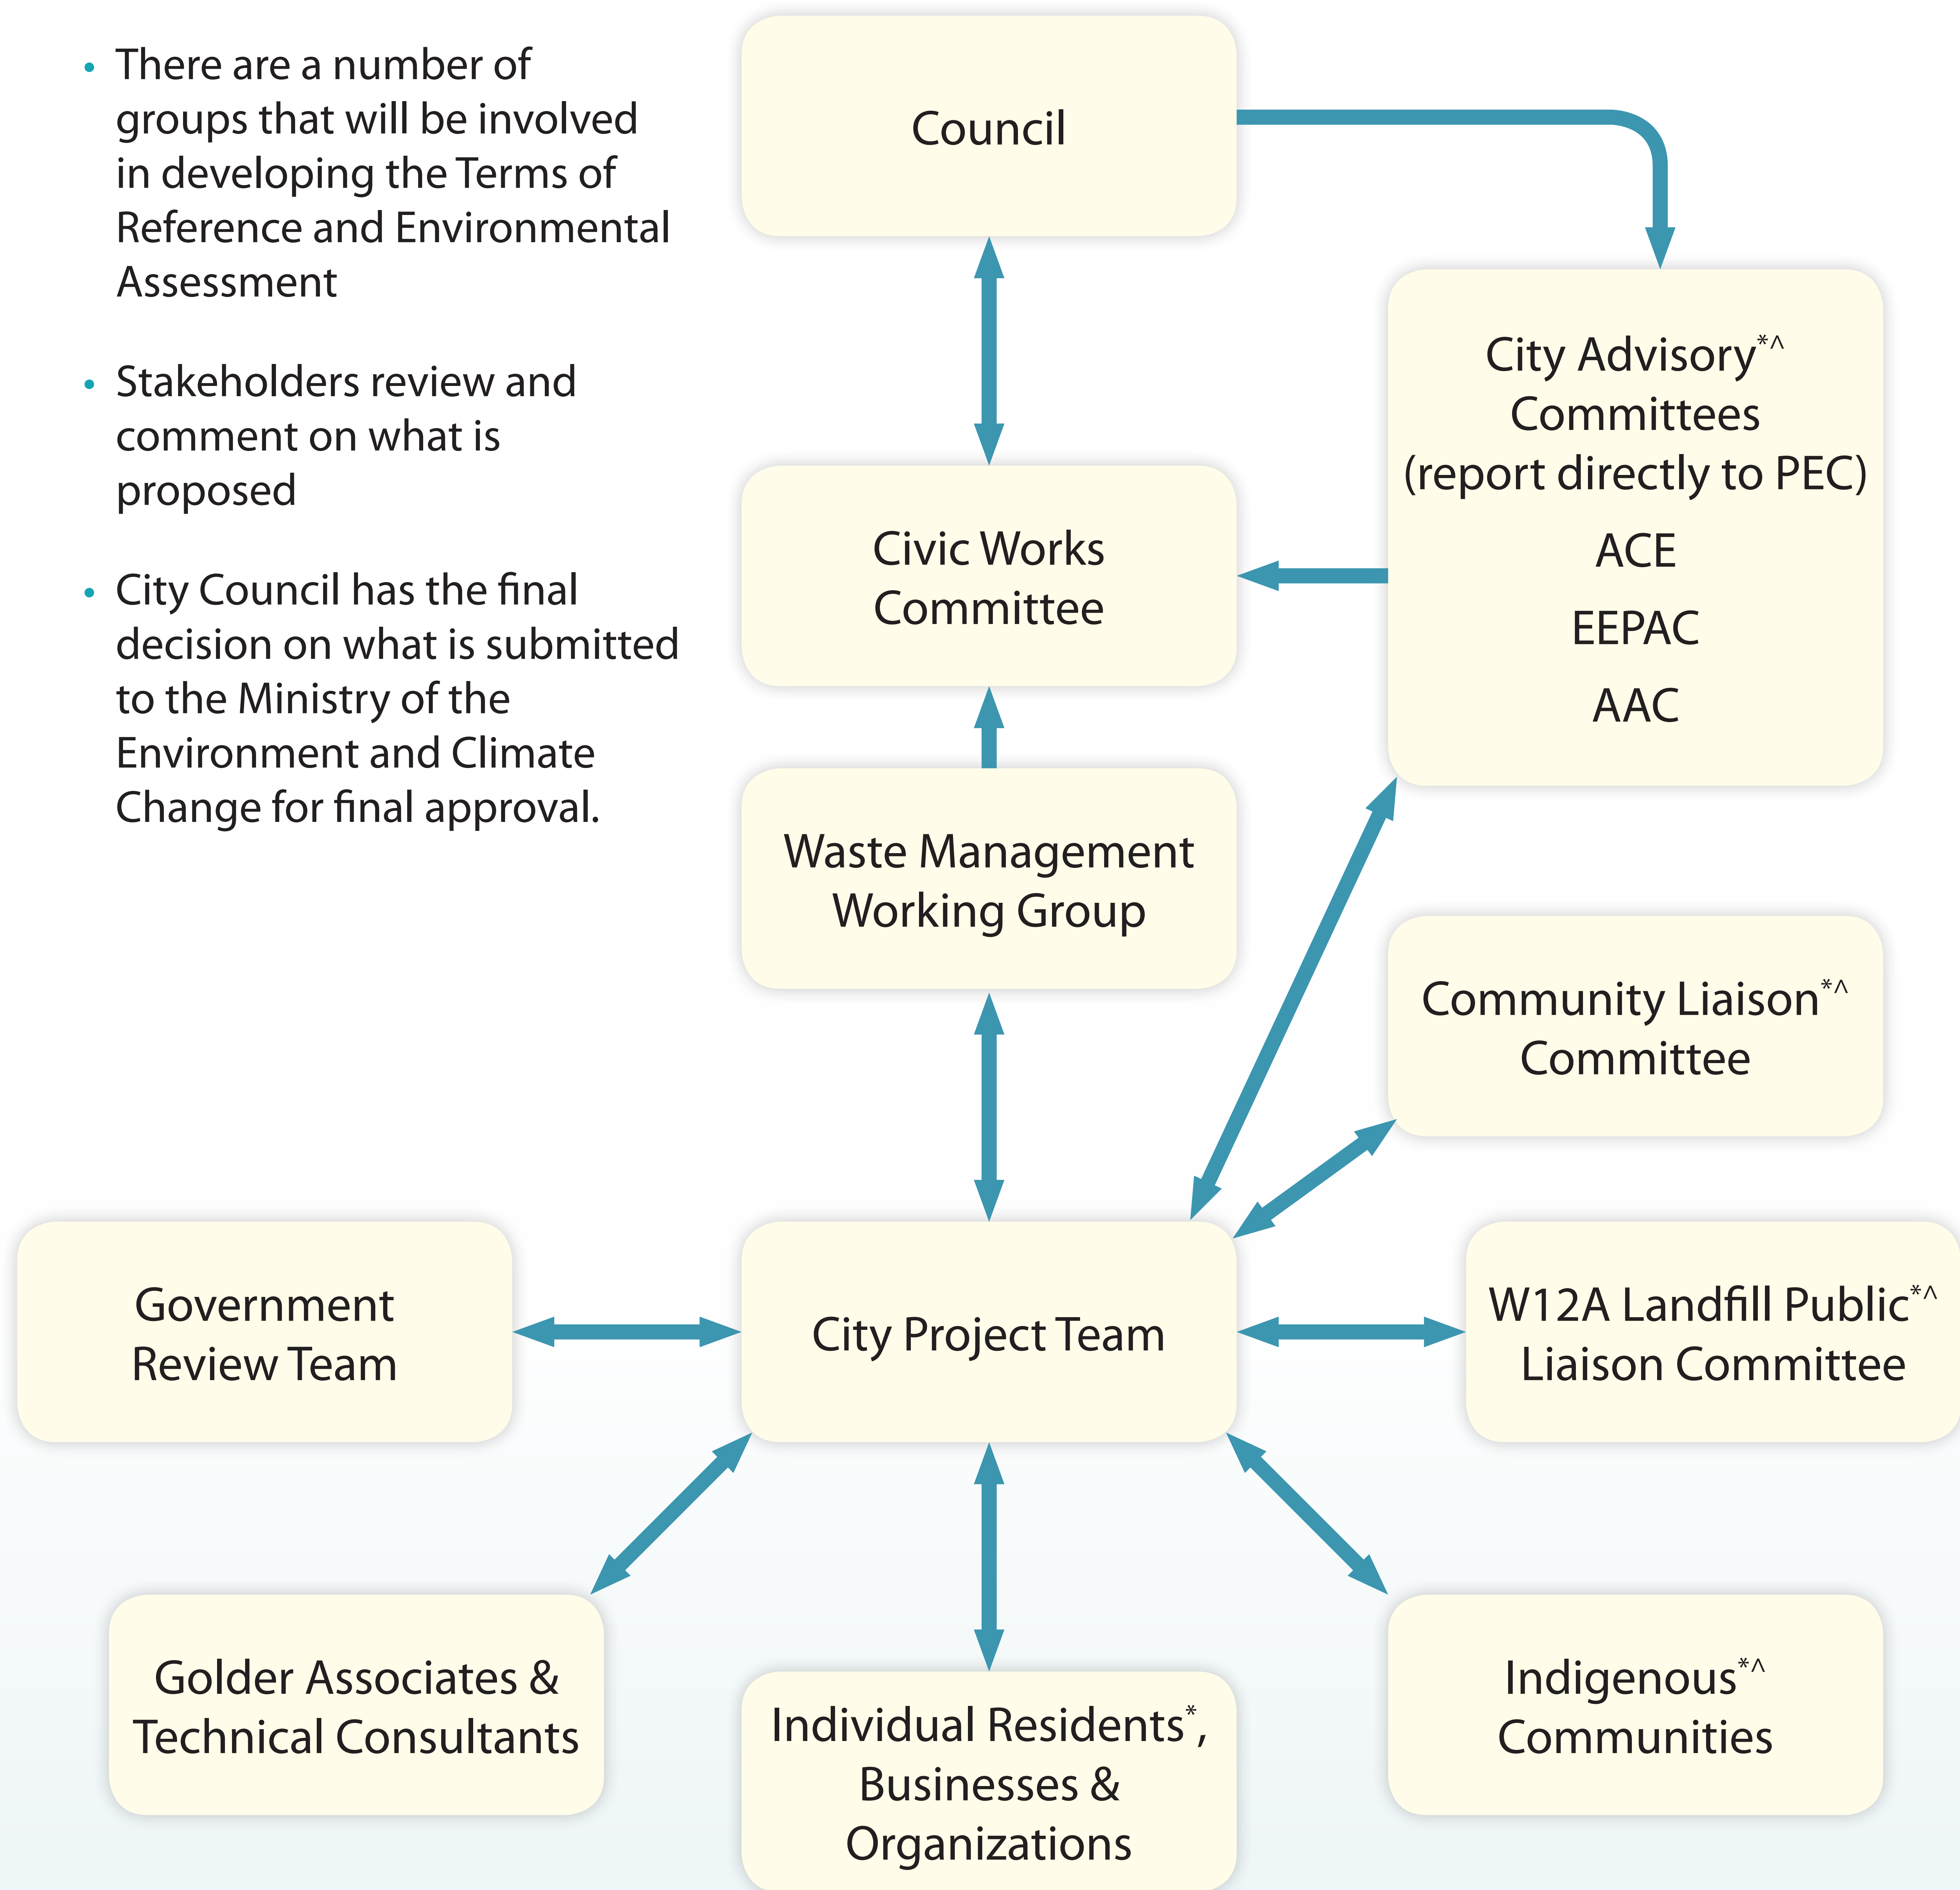 • There are a number of
groups that will be involved
in developing the Terms of
Reference and Environmental
Assessment
• Stakeholders review and
comment on what is
proposed
• City Council has the final
decision on what is submitted
to the Ministry of the
Environment and Climate
Change for final approval.
Council
City Advisory*^
Committees
(report directly to PEC)
ACE
EEPAC
AAC
Civic Works
Committee
Waste Management
Working Group
Community Liaison*^
Committee
Government
Review Team
City Project Team
W12A Landfill Public*^
Liaison Committee
Golder Associates &
Technical Consultants
Individual Residents*,
Businesses &
Organizations
Indigenous*^
Communities